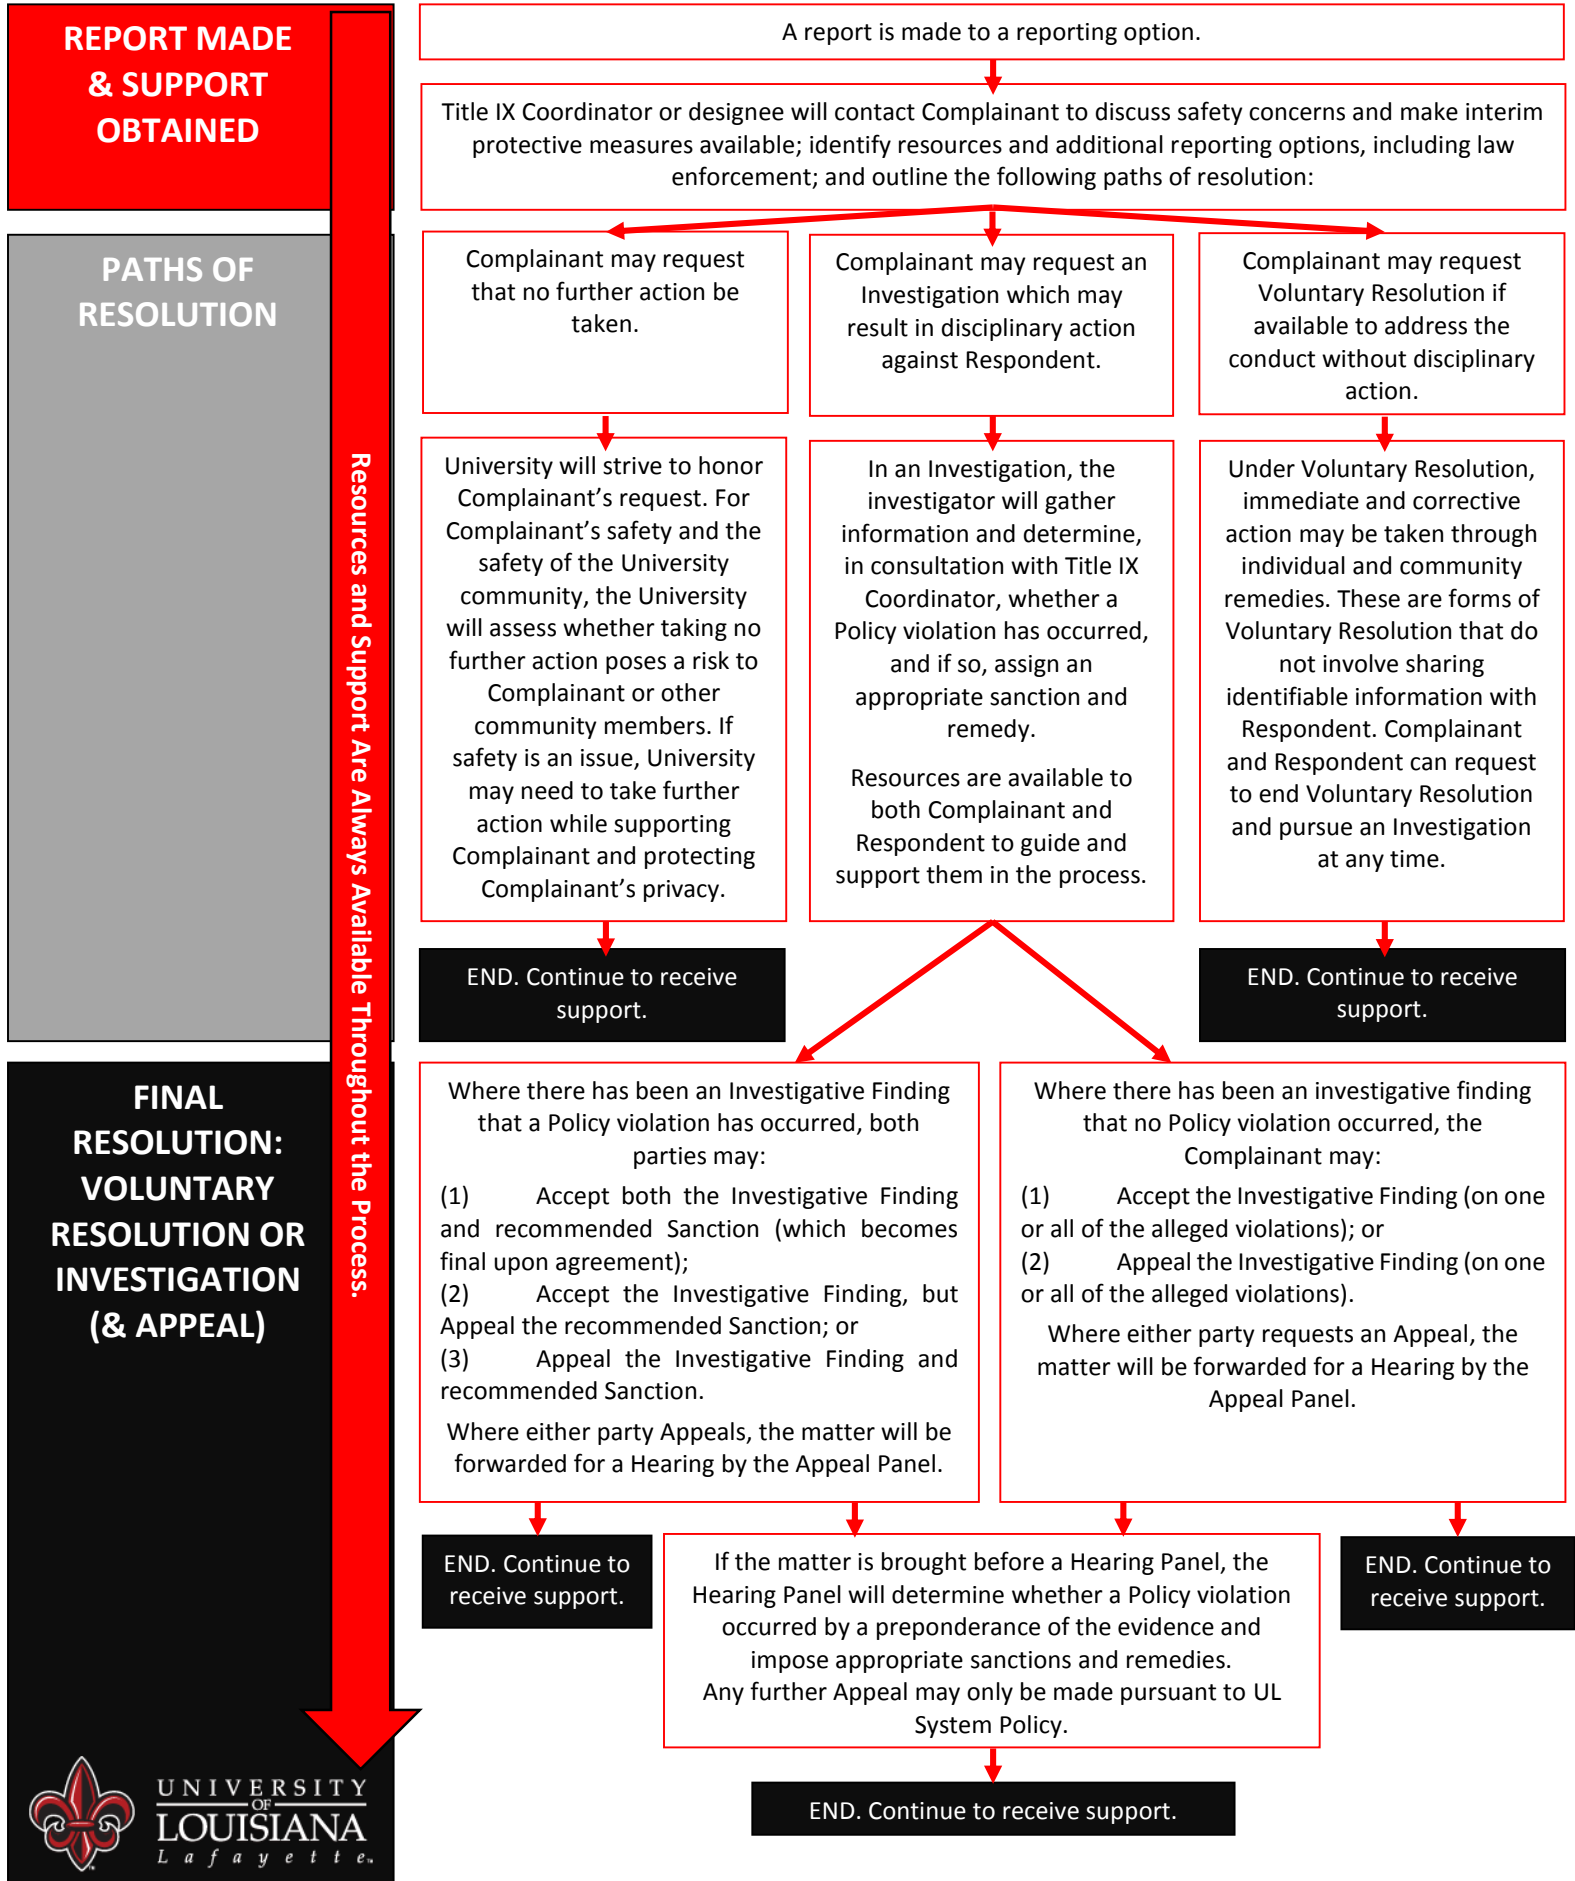 REPORT MADE
& SUPPORT
OBTAINED
A report is made to a reporting option.
Title IX Coordinator or designee will contact Complainant to discuss safety concerns and make interim
protective measures available; identify resources and additional reporting options, including law
enforcement; and outline the following paths of resolution:
PATHS OF
RESOLUTION
Complainant may request
that no further action be
taken.
Complainant may request an
Investigation which may
result in disciplinary action
against Respondent.
Complainant may request
Voluntary Resolution if
available to address the
conduct without disciplinary
action.
Resources and Support Are Always Available Throughout the Process.
University will strive to honor
Complainant’s request. For
Complainant’s safety and the
safety of the University
community, the University
will assess whether taking no
further action poses a risk to
Complainant or other
community members. If
safety is an issue, University
may need to take further
action while supporting
Complainant and protecting
Complainant’s privacy.
In an Investigation, the
investigator will gather
information and determine,
in consultation with Title IX
Coordinator, whether a
Policy violation has occurred,
and if so, assign an
appropriate sanction and
remedy.
Resources are available to
both Complainant and
Respondent to guide and
support them in the process.
Under Voluntary Resolution,
immediate and corrective
action may be taken through
individual and community
remedies. These are forms of
Voluntary Resolution that do
not involve sharing
identifiable information with
Respondent. Complainant
and Respondent can request
to end Voluntary Resolution
and pursue an Investigation
at any time.
END. Continue to receive
support.
END. Continue to receive
support.
FINAL
RESOLUTION:
VOLUNTARY
RESOLUTION OR
INVESTIGATION
(& APPEAL)
Where there has been an Investigative Finding
that a Policy violation has occurred, both
parties may:
(1) Accept both the Investigative Finding
and recommended Sanction (which becomes
final upon agreement);
(2) Accept the Investigative Finding, but
Appeal the recommended Sanction; or
(3) Appeal the Investigative Finding and
recommended Sanction.
Where either party Appeals, the matter will be
forwarded for a Hearing by the Appeal Panel.
Where there has been an investigative finding
that no Policy violation occurred, the
Complainant may:
(1) Accept the Investigative Finding (on one
or all of the alleged violations); or
(2) Appeal the Investigative Finding (on one
or all of the alleged violations).
Where either party requests an Appeal, the
matter will be forwarded for a Hearing by the
Appeal Panel.
END. Continue to
receive support.
If the matter is brought before a Hearing Panel, the
Hearing Panel will determine whether a Policy violation
occurred by a preponderance of the evidence and
impose appropriate sanctions and remedies.
Any further Appeal may only be made pursuant to UL
System Policy.
END. Continue to
receive support.
END. Continue to receive support.
UNIVERSITY
OF
LOUISIANA
Lafayette™